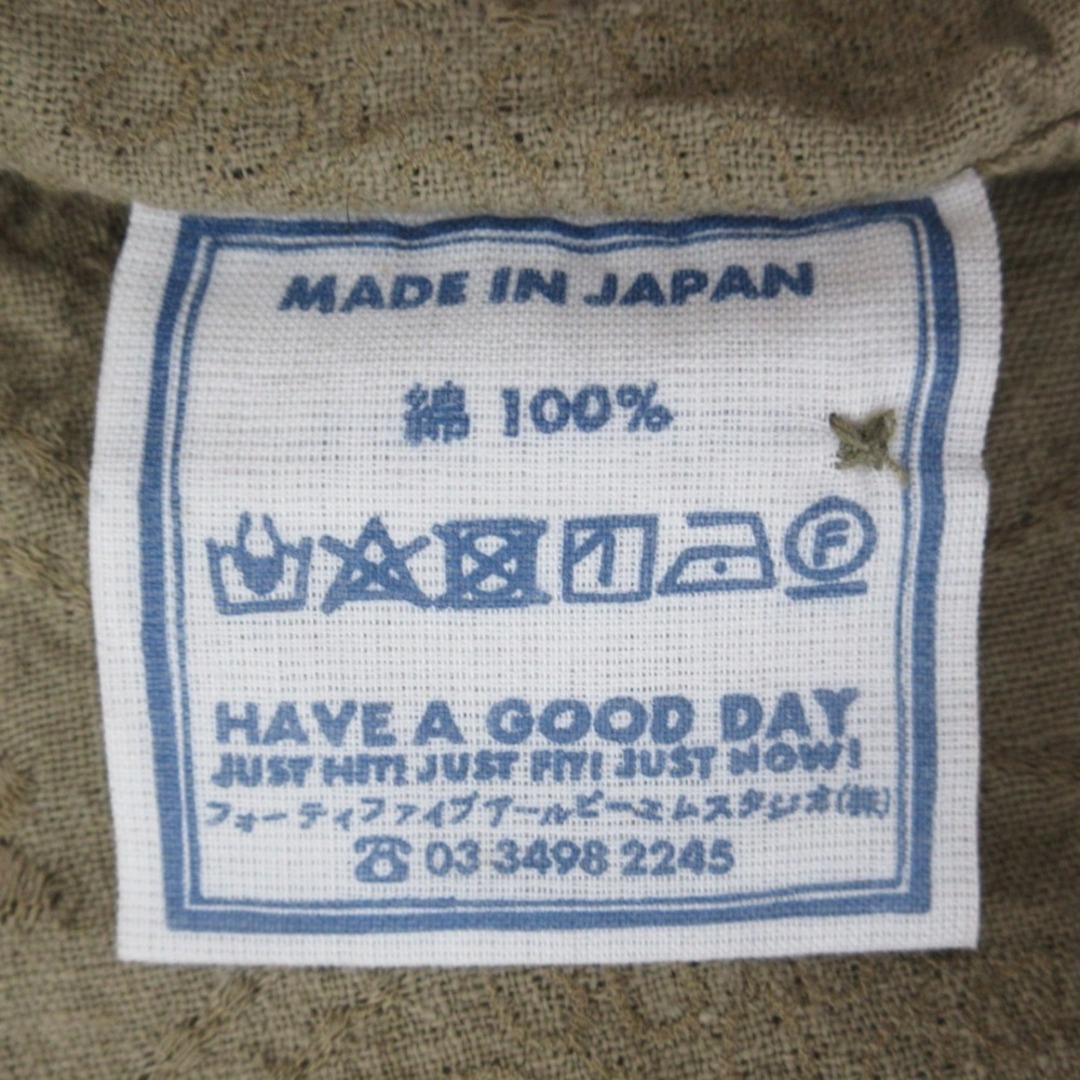 MADE IN JAPAN
綿 100%
F
HAVE A GOOD DAY
JUST HIT! JUST FIT! JUST NOW!
フォーティファイブアールピーエムスタジオ(株)
☎ 03 3498 2245